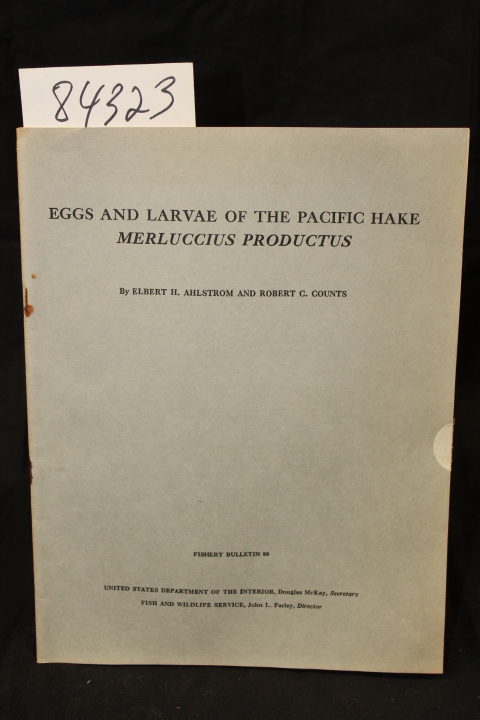 84323
EGGS AND LARVAE OF THE PACIFIC HAKE
MERLUCCIUS PRODUCTUS
By ELBERT H. AHLSTROM AND ROBERT C. COUNTS
FISHERY BULLETIN 99
UNITED STATES DEPARTMENT OF THE INTERIOR, Douglas McKay, Secretary
FISH AND WILDLIFE SERVICE, John L. Farley, Director